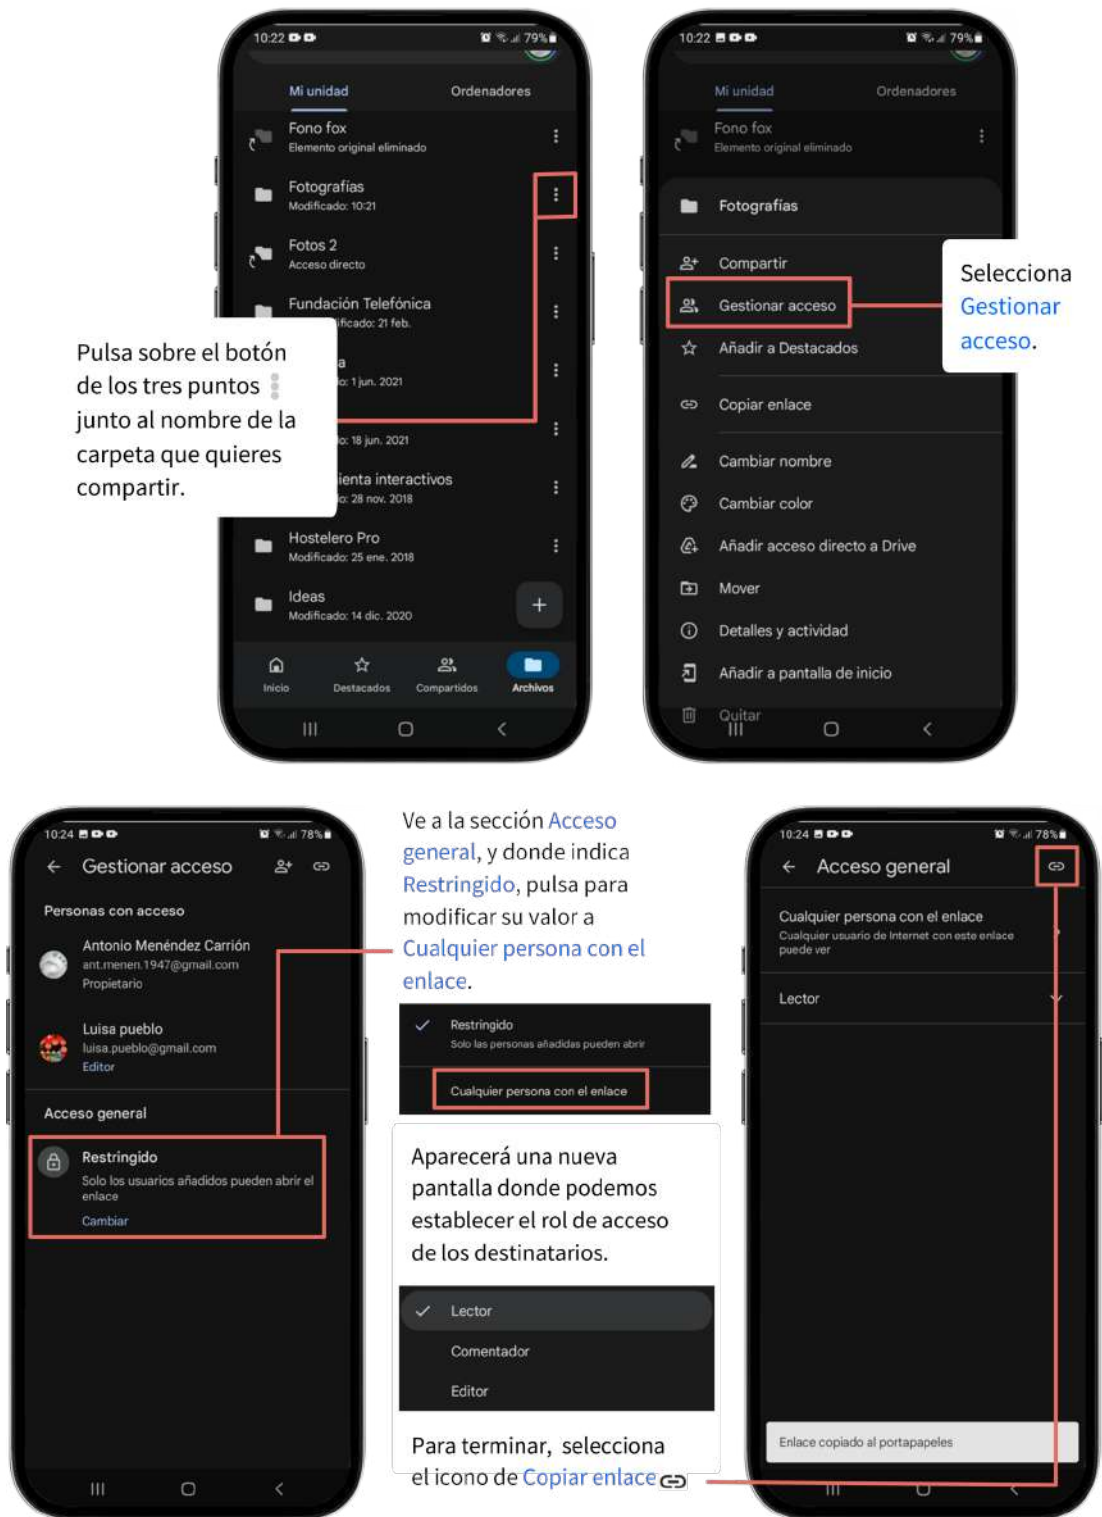 10:22
79%
Mi unidad
Ordenadores
Fono fox
Elemento original eliminado
Fotografías
Modificado: 10:21
Fotos 2
Acceso directo
Fundación Telefónica
ificado: 21 feb.
a
do: 1 jun. 2021
do: 18 jun. 2021
ienta interactivos
do: 28 nov. 2018
Hostelero Pro
Modificado: 25 ene. 2018
Ideas
Modificado: 14 dic. 2020
Inicio
Destacados
Compartidos
Archivos
Pulsa sobre el botón
de los tres puntos
junto al nombre de la
carpeta que quieres
compartir.
10:22
79%
Mi unidad
Ordenadores
Fono fox
Elemento original eliminado
Fotografías
Compartir
Gestionar acceso
Añadir a Destacados
Copiar enlace
Cambiar nombre
Cambiar color
Añadir acceso directo a Drive
Mover
Detalles y actividad
Añadir a pantalla de inicio
Quitar
Selecciona
Gestionar
acceso.
10:24
78%
Gestionar acceso
Personas con acceso
Antonio Menéndez Carrión
ant.menen.1947@gmail.com
Propietario
Luisa pueblo
luisa.pueblo@gmail.com
Editor
Acceso general
Restringido
Solo los usuarios añadidos pueden abrir el
enlace
Cambiar
Ve a la sección Acceso
general, y donde indica
Restringido, pulsa para
modificar su valor a
Cualquier persona con el
enlace.
Restringido
Solo las personas añadidas pueden abrir
Cualquier persona con el enlace
Aparecerá una nueva
pantalla donde podemos
establecer el rol de acceso
de los destinatarios.
Lector
Comentador
Editor
Para terminar, selecciona
el icono de Copiar enlace
10:24
78%
Acceso general
Cualquier persona con el enlace
Cualquier usuario de Internet con este enlace
puede ver
Lector
Enlace copiado al portapapeles